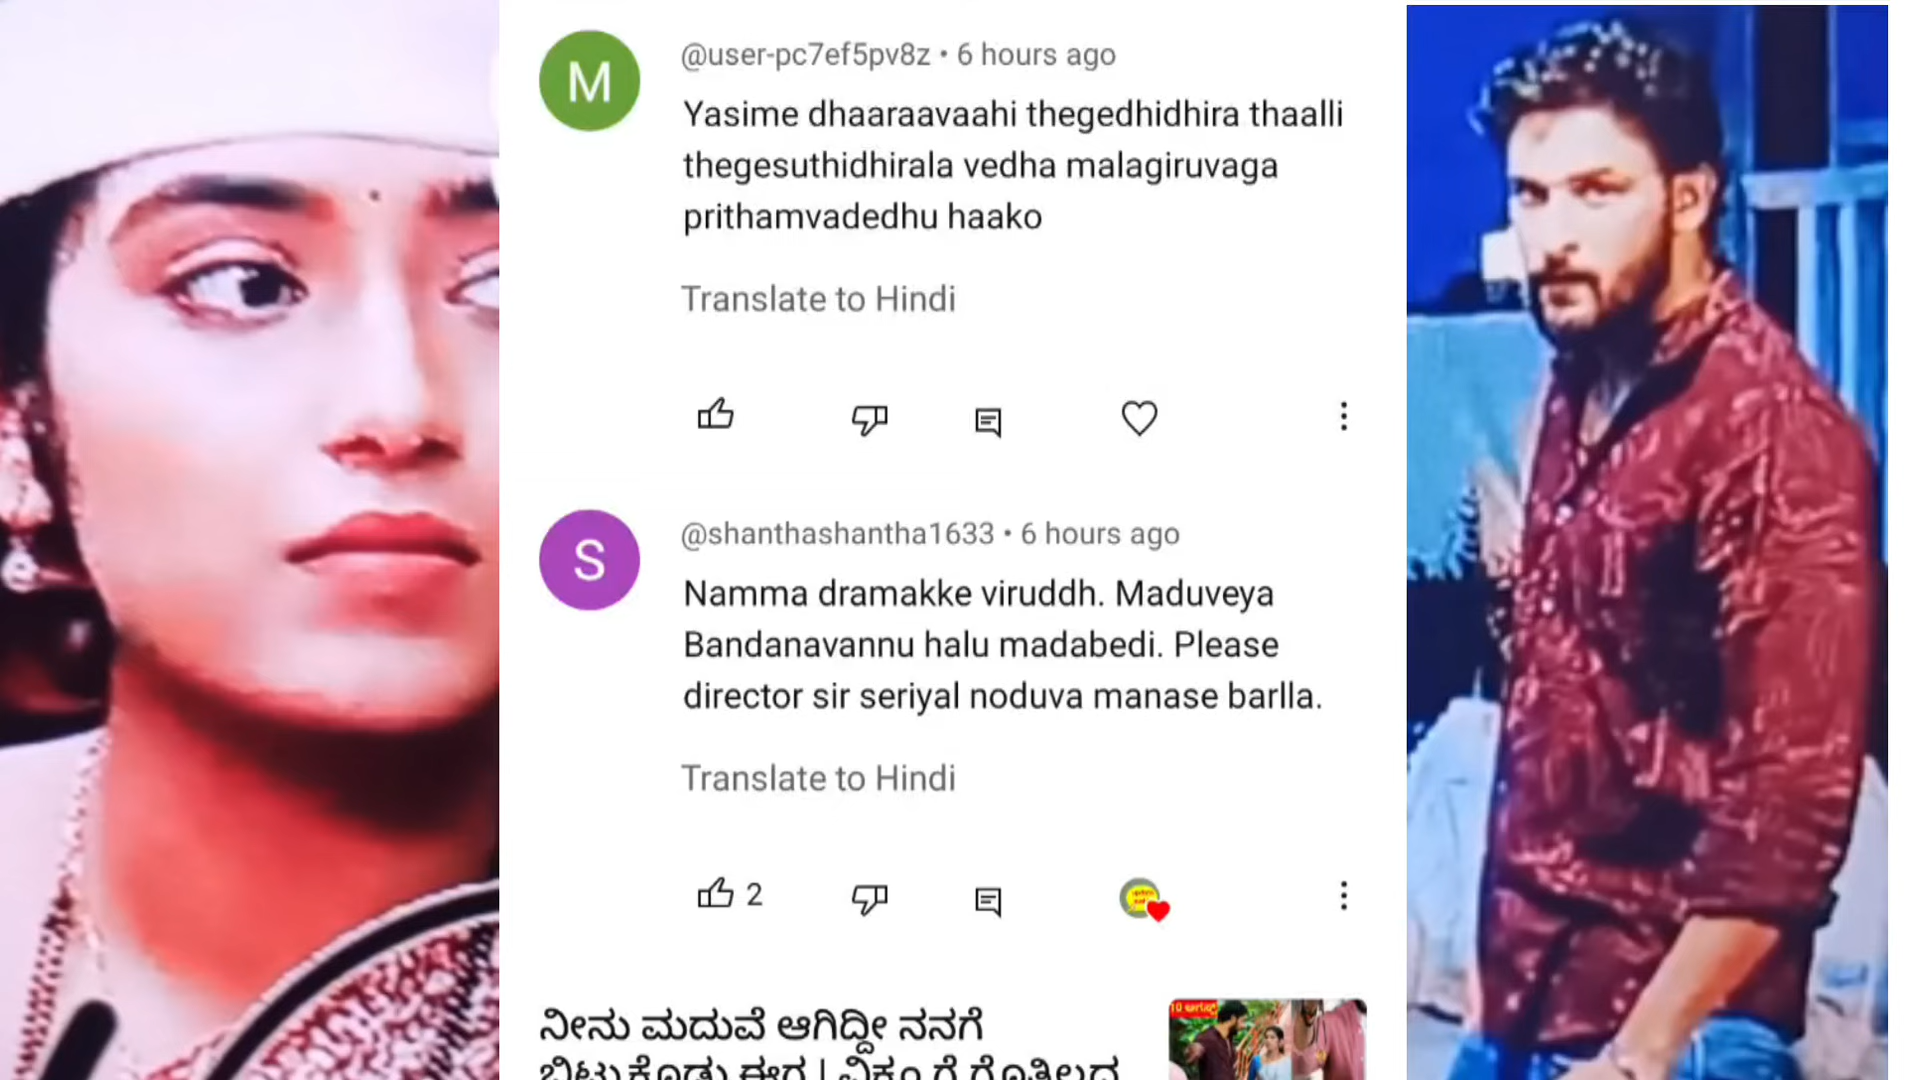 M
@user-pc7ef5pv8z • 6 hours ago
Yasime dhaaraavaahi thegedhidhira thaalli
thegesuthidhirala vedha malagiruvaga
prithamvadedhu haako
Translate to Hindi
S
@shanthashantha1633 • 6 hours ago
Namma dramakke viruddh. Maduveya
Bandanavannu halu madabedi. Please
director sir seriyal noduva manase barlla.
Translate to Hindi
2
ನೀನು ಮದುವೆ ಆಗಿದ್ದೀ ನನಗೆ
ಬಿಟ್ಟುಕೊಡು ಈಗ |